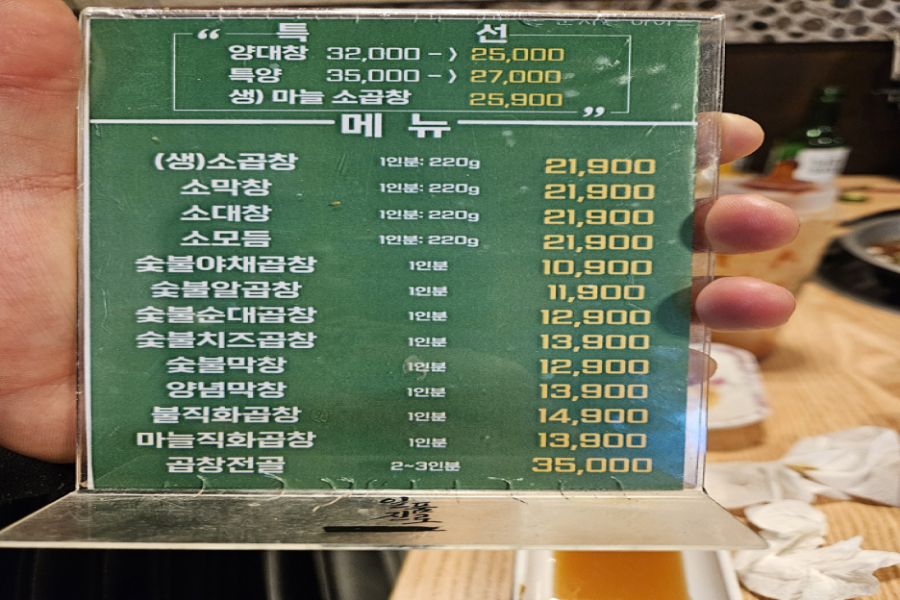 “ 특 선
양대창 32,000 -> 25,000
특양 35,000 -> 27,000
생) 마늘 소곱창 25,900 ”
메 뉴
(생)소곱창 1인분: 220g 21,900
소막창 1인분: 220g 21,900
소대창 1인분: 220g 21,900
소모듬 1인분: 220g 21,900
숯불야채곱창 1인분 10,900
숯불알곱창 1인분 11,900
숯불순대곱창 1인분 12,900
숯불치즈곱창 1인분 13,900
숯불막창 1인분 12,900
양념막창 1인분 13,900
불직화곱창 1인분 14,900
마늘직화곱창 1인분 13,900
곱창전골 2~3인분 35,000